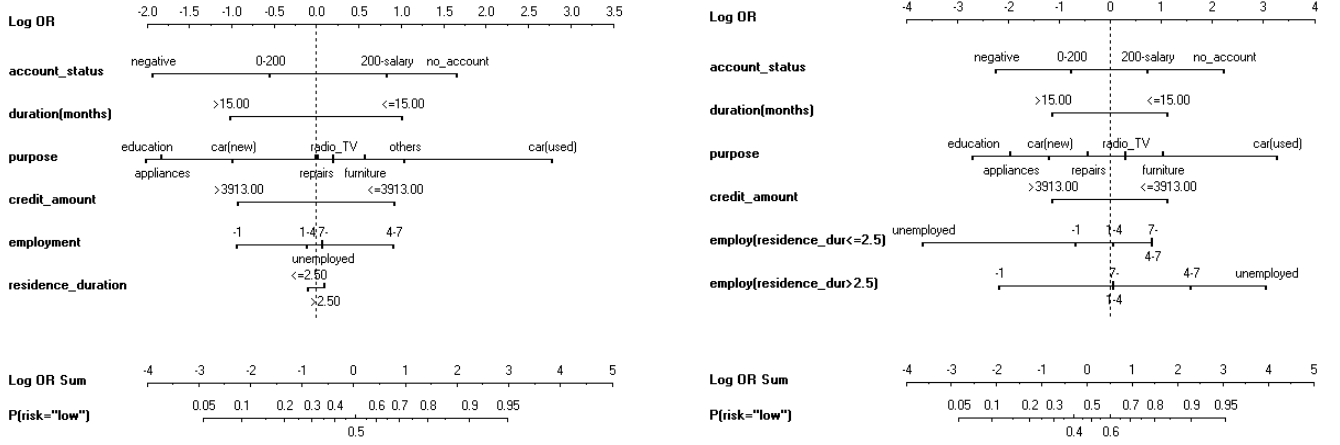 Log OR -2.0 -1.5 -1.0 -0.5 0.0 0.5 1.0 1.5 2.0 2.5 3.0 3.5
account_status negative 0-200 200-salary no_account
duration(months) >15.00 <=15.00
education car(new) radio_TV others car(used)
purpose
appliances repairs furniture
credit_amount >3913.00 <=3913.00
employment -1 1-4 7- 4-7
unemployed
<=2.50
residence_duration
>2.50
Log OR Sum -4 -3 -2 -1 0 1 2 3 4 5
P(risk="low") 0.05 0.1 0.2 0.3 0.4 0.6 0.7 0.8 0.9 0.95
0.5
Log OR -4 -3 -2 -1 0 1 2 3 4
account_status negative 0-200 200-salary no_account
duration(months) >15.00 <=15.00
education car(new) radio_TV car(used)
purpose
appliances repairs furniture
credit_amount >3913.00 <=3913.00
employ(residence_dur<=2.5) unemployed -1 1-4 7-
4-7
employ(residence_dur>2.5) -1 7- 4-7 unemployed
1-4
Log OR Sum -4 -3 -2 -1 0 1 2 3 4 5
P(risk="low") 0.05 0.1 0.2 0.3 0.5 0.7 0.8 0.9 0.95
0.4 0.6